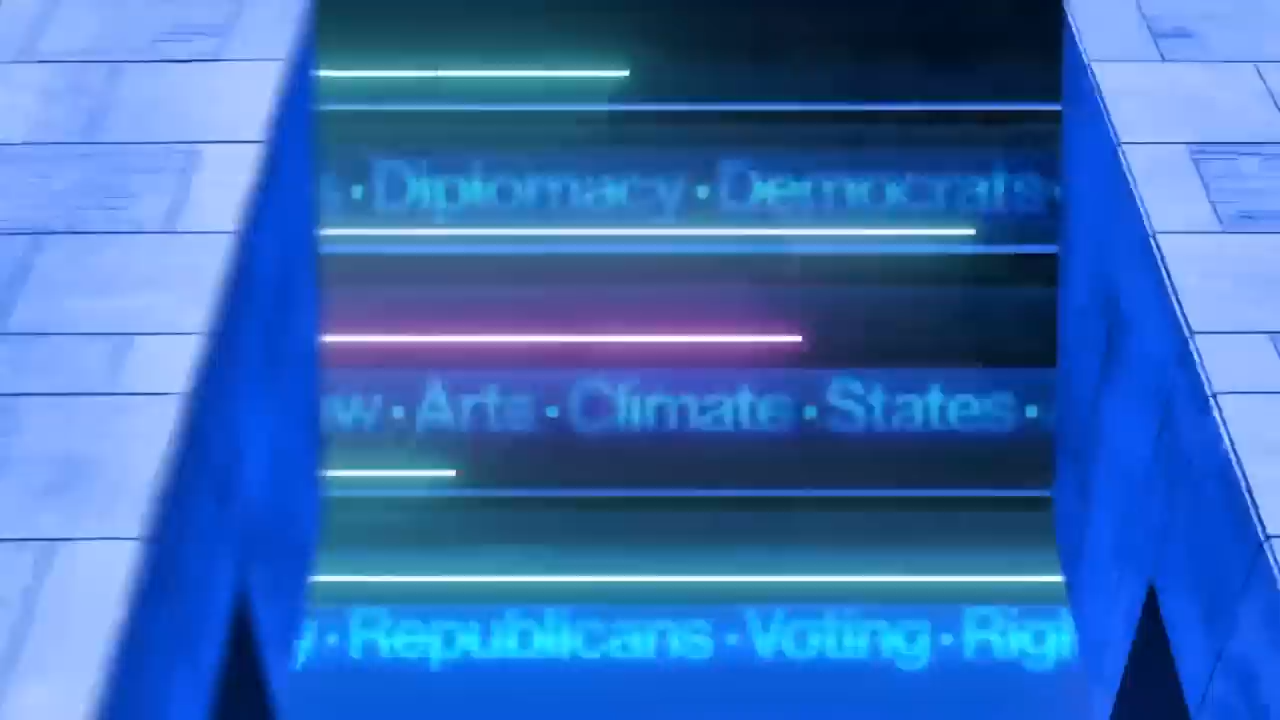 · Diplomacy · Democrats ·
· Arts · Climate · States ·
· Republicans · Voting ·